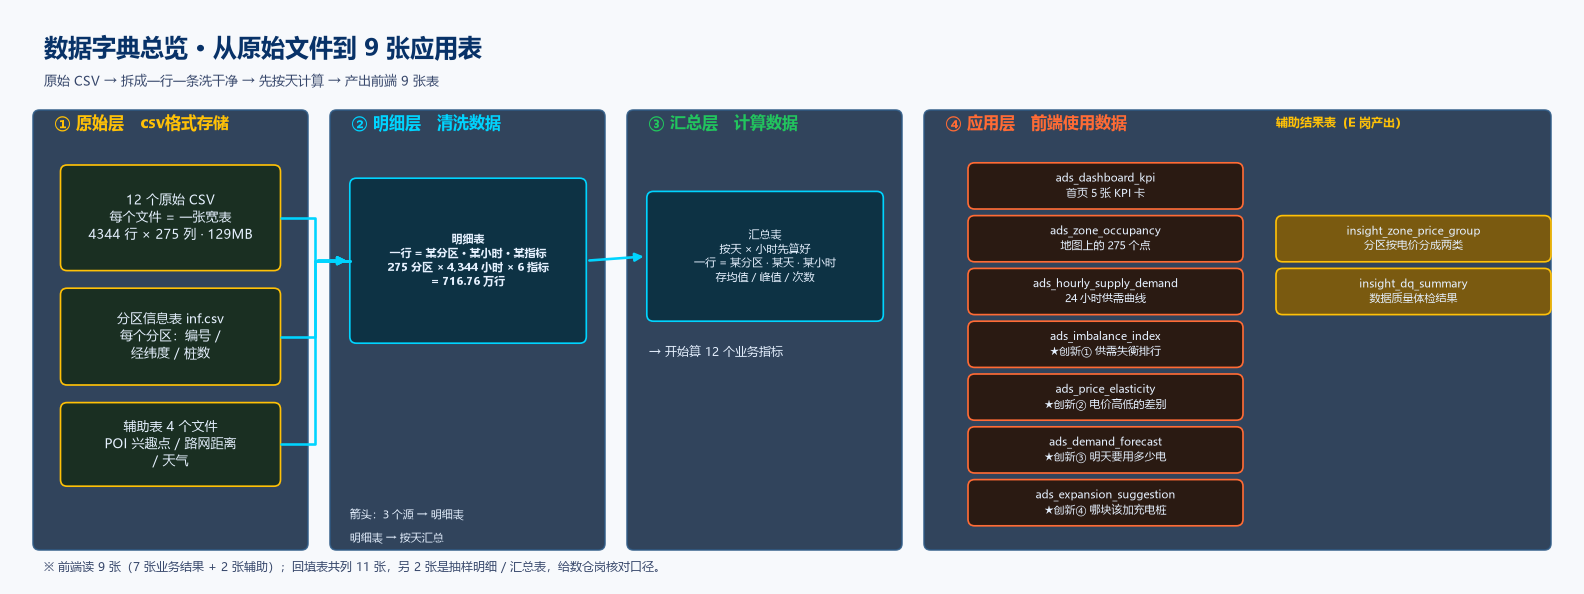 数据字典总览 · 从原始文件到 9 张应用表
原始 CSV → 拆成一行一条洗干净 → 先按天计算 → 产出前端 9 张表
① 原始层　csv格式存储
12 个原始 CSV
每个文件 = 一张宽表
4344 行 × 275 列 · 129MB
分区信息表 inf.csv
每个分区：编号 /
经纬度 / 桩数
辅助表 4 个文件
POI 兴趣点 / 路网距离
/ 天气
② 明细层　清洗数据
明细表
一行 = 某分区 · 某小时 · 某指标
275 分区 × 4,344 小时 × 6 指标
= 716.76 万行
箭头：3 个源 → 明细表
明细表 → 按天汇总
③ 汇总层　计算数据
汇总表
按天 × 小时先算好
一行 = 某分区 · 某天 · 某小时
存均值 / 峰值 / 次数
→ 开始算 12 个业务指标
④ 应用层　前端使用数据
ads_dashboard_kpi
首页 5 张 KPI 卡
ads_zone_occupancy
地图上的 275 个点
ads_hourly_supply_demand
24 小时供需曲线
ads_imbalance_index
★创新① 供需失衡排行
ads_price_elasticity
★创新② 电价高低的差别
ads_demand_forecast
★创新③ 明天要用多少电
ads_expansion_suggestion
★创新④ 哪块该加充电桩
辅助结果表（E 岗产出）
insight_zone_price_group
分区按电价分成两类
insight_dq_summary
数据质量体检结果
※ 前端读 9 张（7 张业务结果 + 2 张辅助）；回填表共列 11 张，另 2 张是抽样明细 / 汇总表，给数仓岗核对口径。